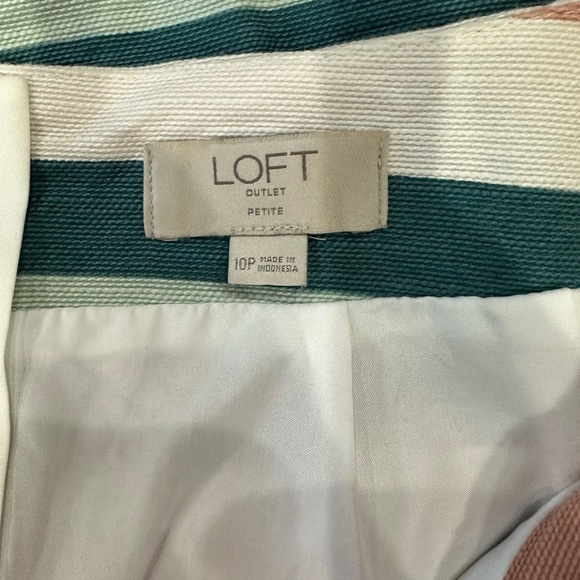 LOFT
OUTLET
PETITE
10P MADE IN
INDONESIA